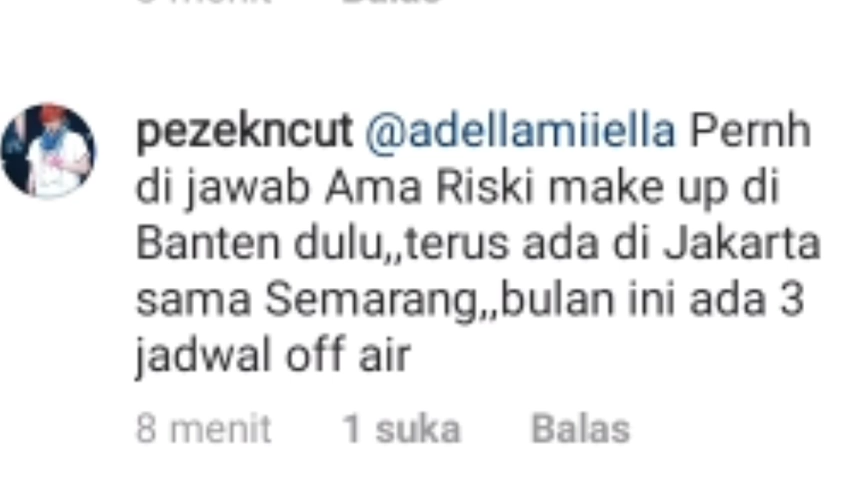 pezekncut @adellamiiella Pernh
di jawab Ama Riski make up di
Banten dulu,,terus ada di Jakarta
sama Semarang,,bulan ini ada 3
jadwal off air
8 menit 1 suka Balas